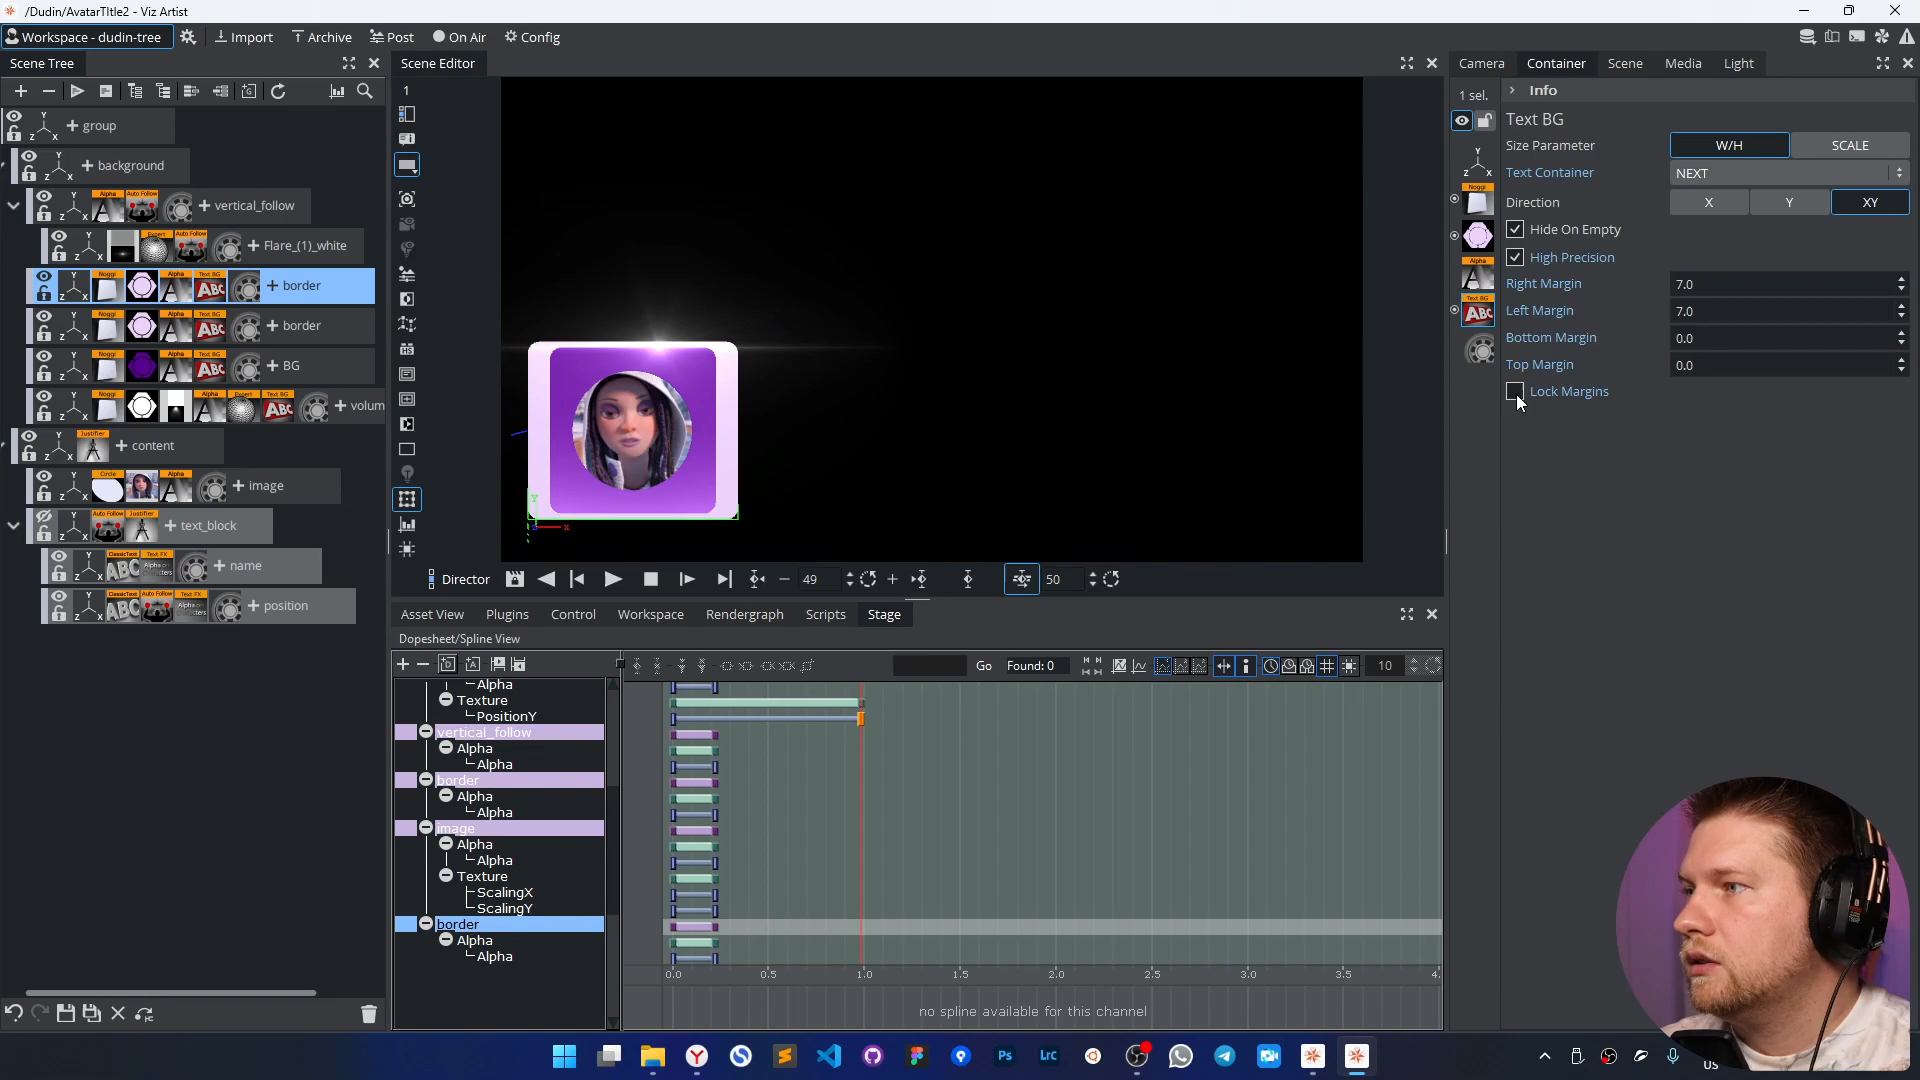 /Dudin/AvatarTItle2 - Viz Artist
Workspace - dudin-tree
Import
Archive
Post
On Air
Config
Scene Tree
Scene Editor
Camera
Container
Scene
Media
Light
group
background
vertical_follow
Flare_(1)_white
border
border
BG
volum
content
image
text_block
name
position
1
1 sel.
Info
Text BG
Size Parameter
W/H
SCALE
Text Container
NEXT
Direction
X
Y
XY
Hide On Empty
High Precision
Right Margin
7.0
Left Margin
7.0
Bottom Margin
0.0
Top Margin
0.0
Lock Margins
Director
49
50
Asset View
Plugins
Control
Workspace
Rendergraph
Scripts
Stage
Dopesheet/Spline View
Go
Found: 0
10
Alpha
Texture
PositionY
vertical_follow
Alpha
Alpha
border
Alpha
Alpha
image
Alpha
Alpha
Texture
ScalingX
ScalingY
border
Alpha
Alpha
0.0
0.5
1.0
1.5
2.0
2.5
3.0
3.5
4.
no spline available for this channel
Ps
LrC
US